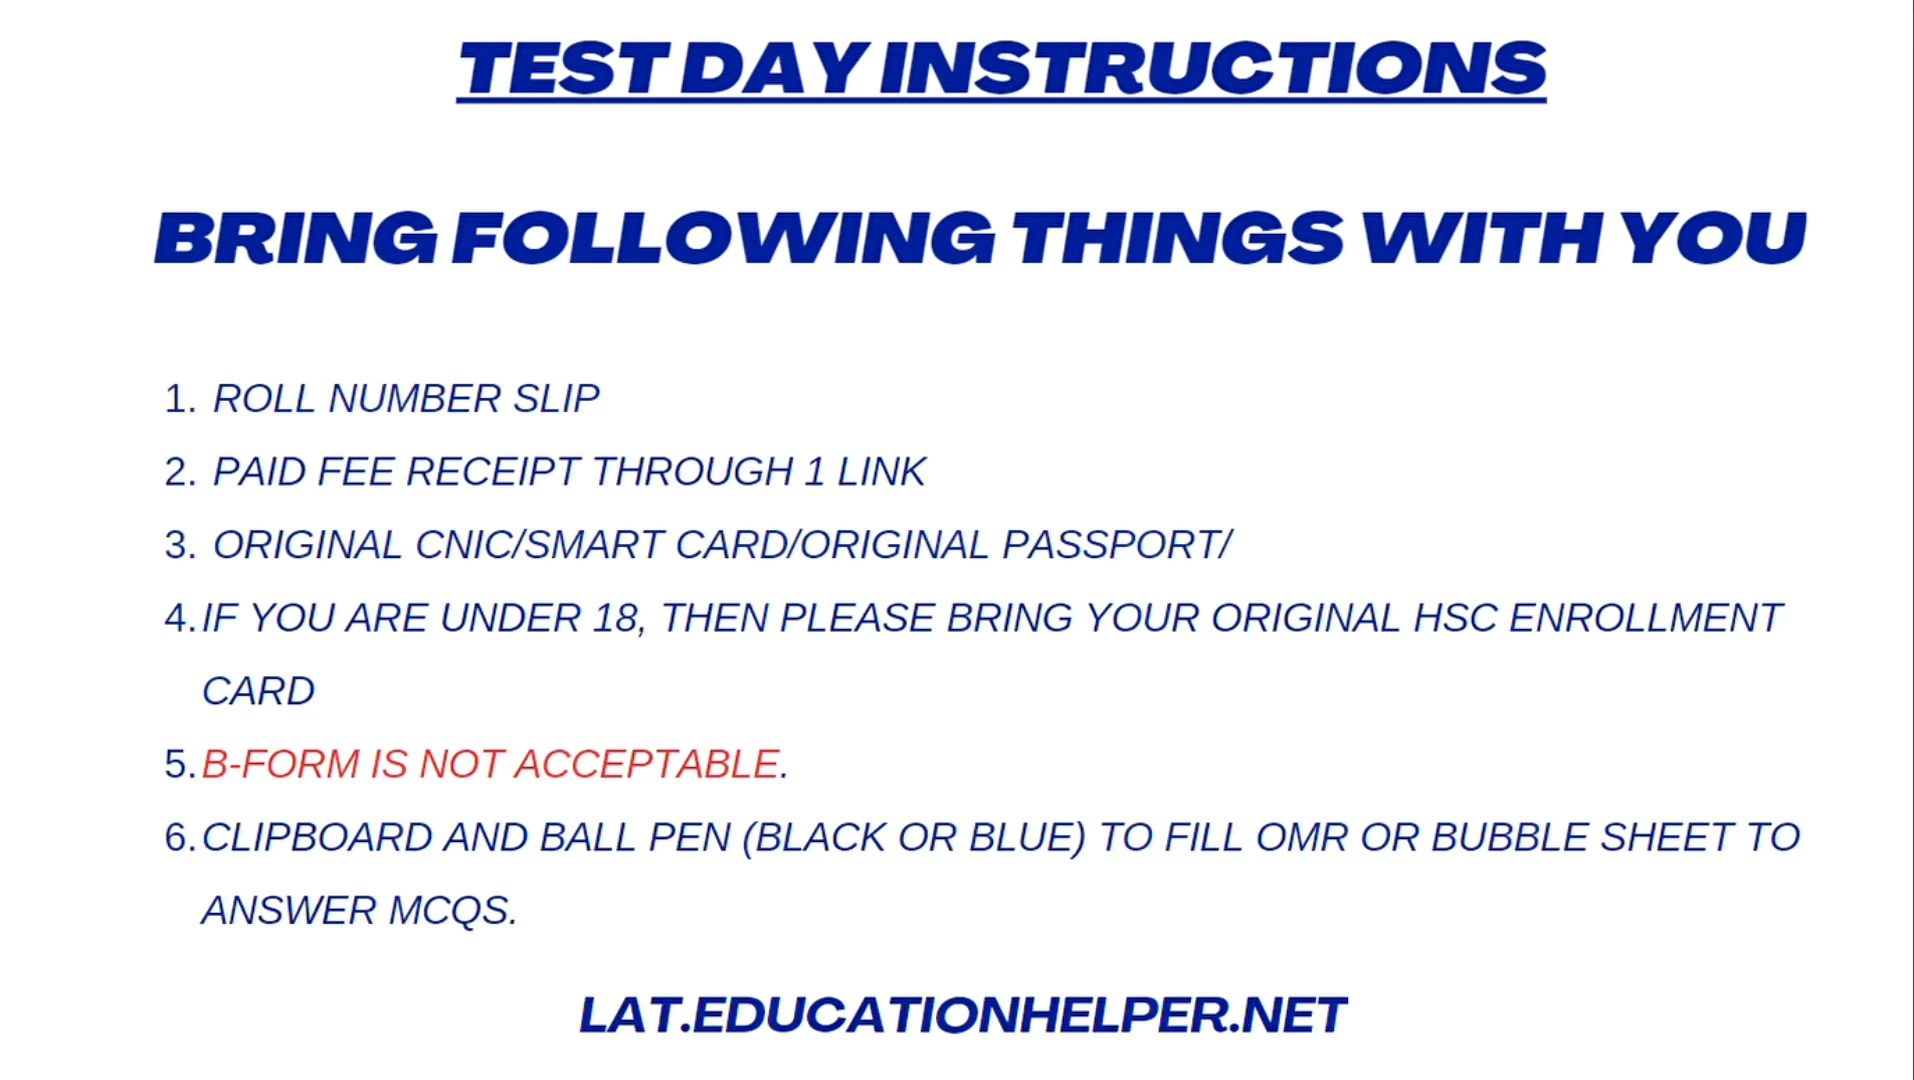 TEST DAY INSTRUCTIONS
BRING FOLLOWING THINGS WITH YOU
1. ROLL NUMBER SLIP
2. PAID FEE RECEIPT THROUGH 1 LINK
3. ORIGINAL CNIC/SMART CARD/ORIGINAL PASSPORT/
4. IF YOU ARE UNDER 18, THEN PLEASE BRING YOUR ORIGINAL HSC ENROLLMENT
CARD
5. B-FORM IS NOT ACCEPTABLE.
6. CLIPBOARD AND BALL PEN (BLACK OR BLUE) TO FILL OMR OR BUBBLE SHEET TO
ANSWER MCQS.
LAT.EDUCATIONHELPER.NET